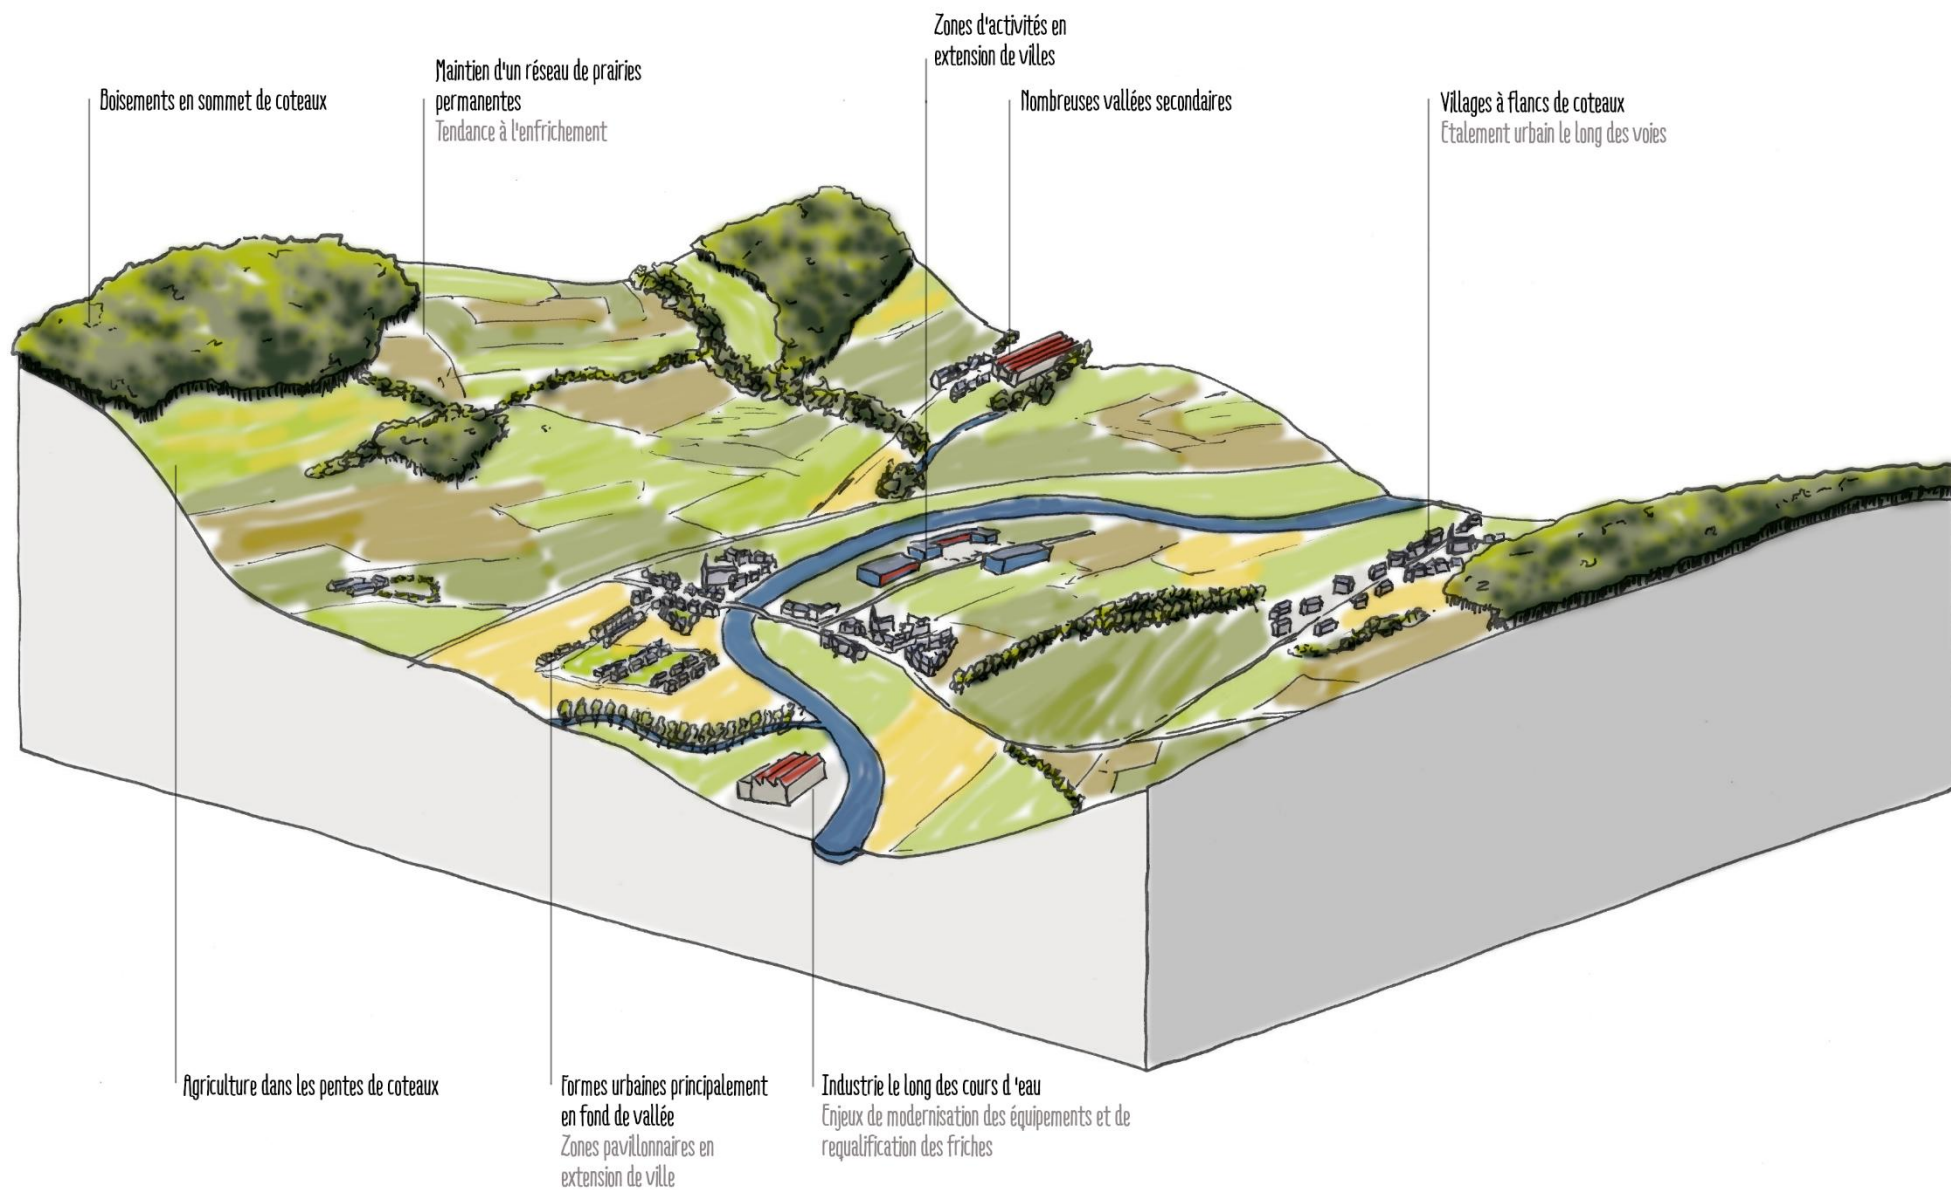 Zones d'activités en
extension de villes
Maintien d'un réseau de prairies
permanentes
Tendance à l'enfrichement
Boisements en sommet de coteaux
Nombreuses vallées secondaires
Villages à flancs de coteaux
Etalement urbain le long des voies
Agriculture dans les pentes de coteaux
Formes urbaines principalement
en fond de vallée
Zones pavillonnaires en
extension de ville
Industrie le long des cours d'eau
Enjeux de modernisation des équipements et de
requalification des friches